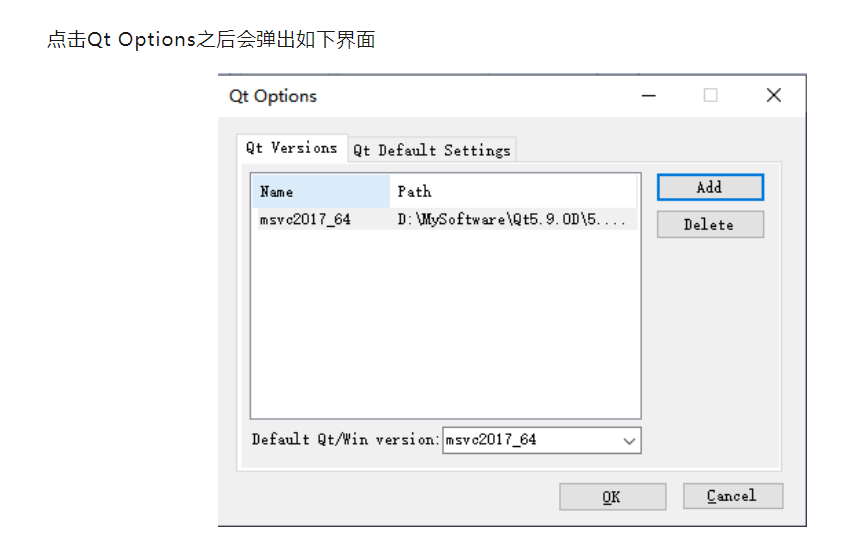 点击Qt Options之后会弹出如下界面
Qt Options
Qt Versions Qt Default Settings
Name Path Add
msvc2017_64 D:\MySoftware\Qt5.9.0D\5.... Delete
Default Qt/Win version: msvc2017_64
OK Cancel